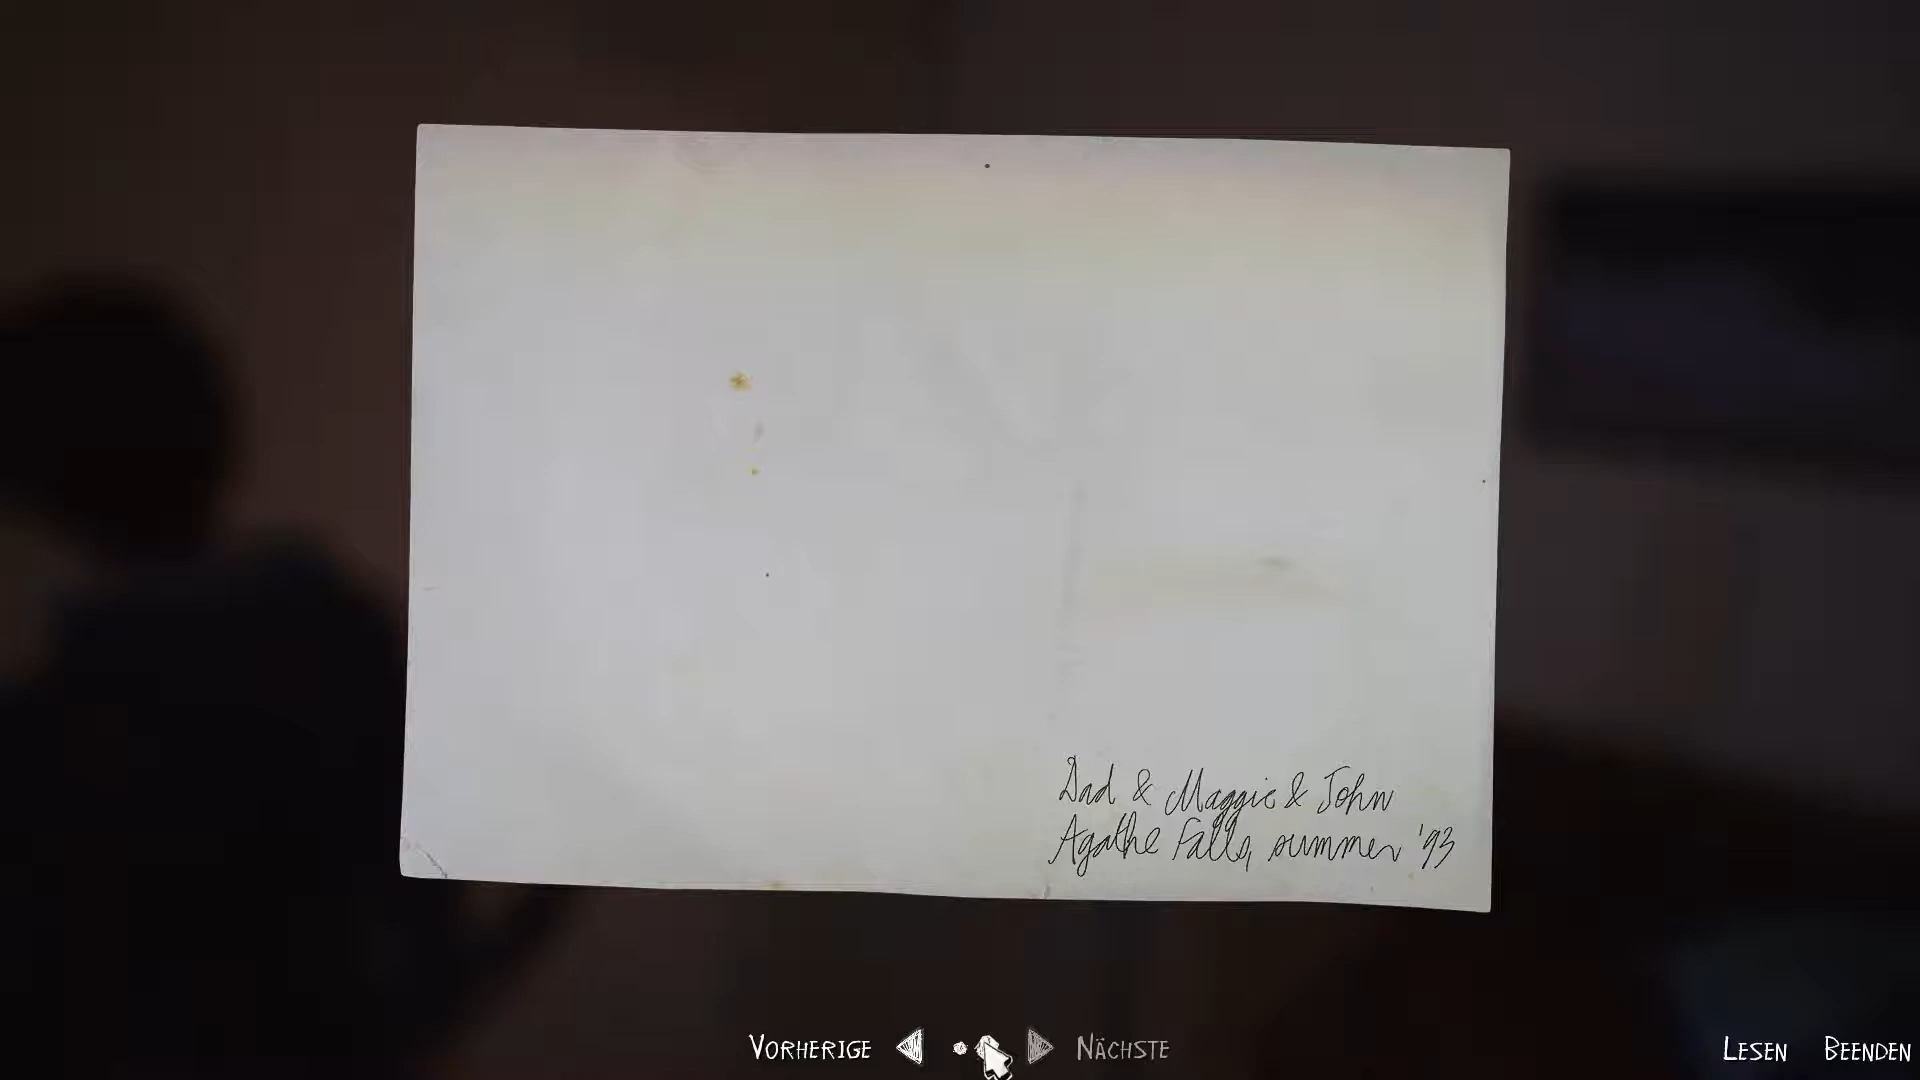 Dad & Maggie & John
Agathe Falls, summer '93
Vorherige
Nächste
Lesen
Beenden